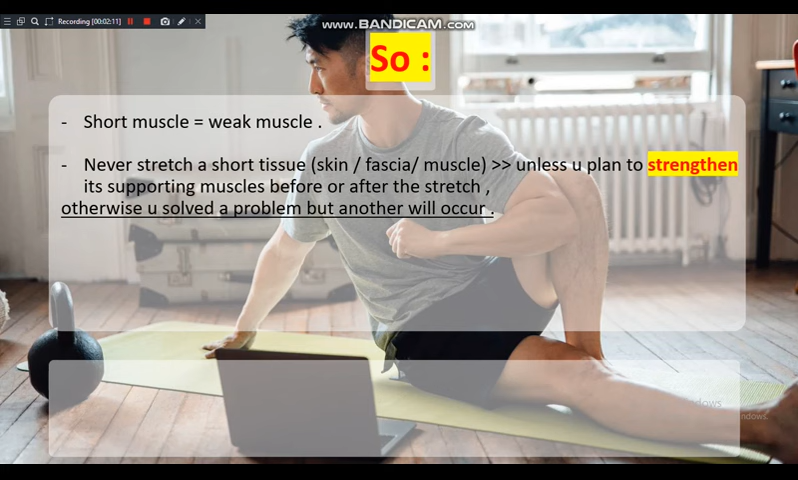 Recording [00:02:11]
www.BANDICAM.com
So :
- Short muscle = weak muscle .
- Never stretch a short tissue (skin / fascia/ muscle) >> unless u plan to strengthen
its supporting muscles before or after the stretch ,
otherwise u solved a problem but another will occur .